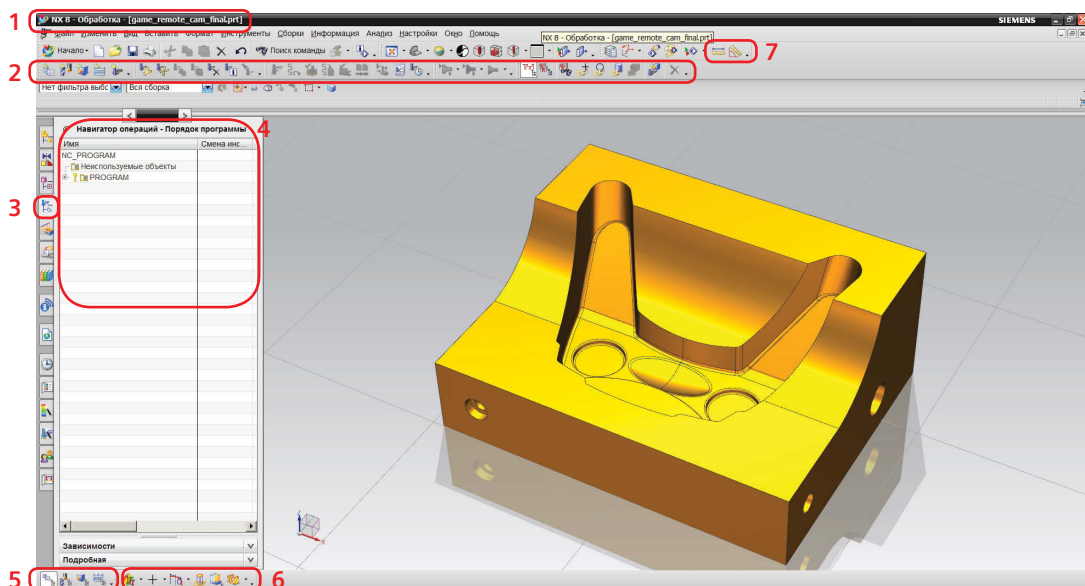 1
NX 8 - Обработка - [game_remote_cam_final.prt]
SIEMENS
Файл Изменить Вид Вставить Формат Инструменты Сборки Информация Анализ Настройки Окно Помощь
NX 8 - Обработка - [game_remote_cam_final.prt]
Начало
Поиск команды
7
2
Нет фильтра выбс
Вся сборка
4
Навигатор операций - Порядок программы
Имя
Смена инс...
NC_PROGRAM
Неиспользуемые объекты
PROGRAM
3
Зависимости
Подробная
5
6